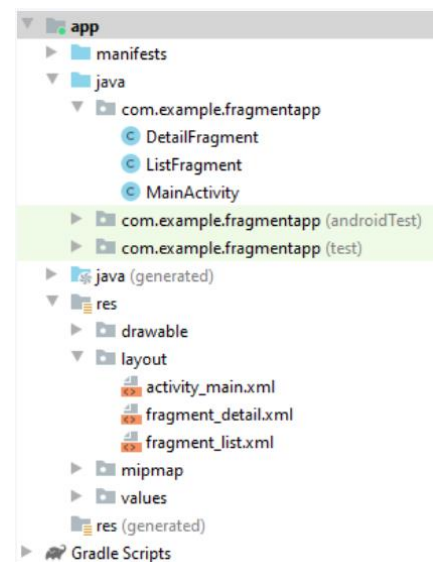 app
manifests
java
com.example.fragmentapp
DetailFragment
ListFragment
MainActivity
com.example.fragmentapp (androidTest)
com.example.fragmentapp (test)
java (generated)
res
drawable
layout
activity_main.xml
fragment_detail.xml
fragment_list.xml
mipmap
values
res (generated)
Gradle Scripts